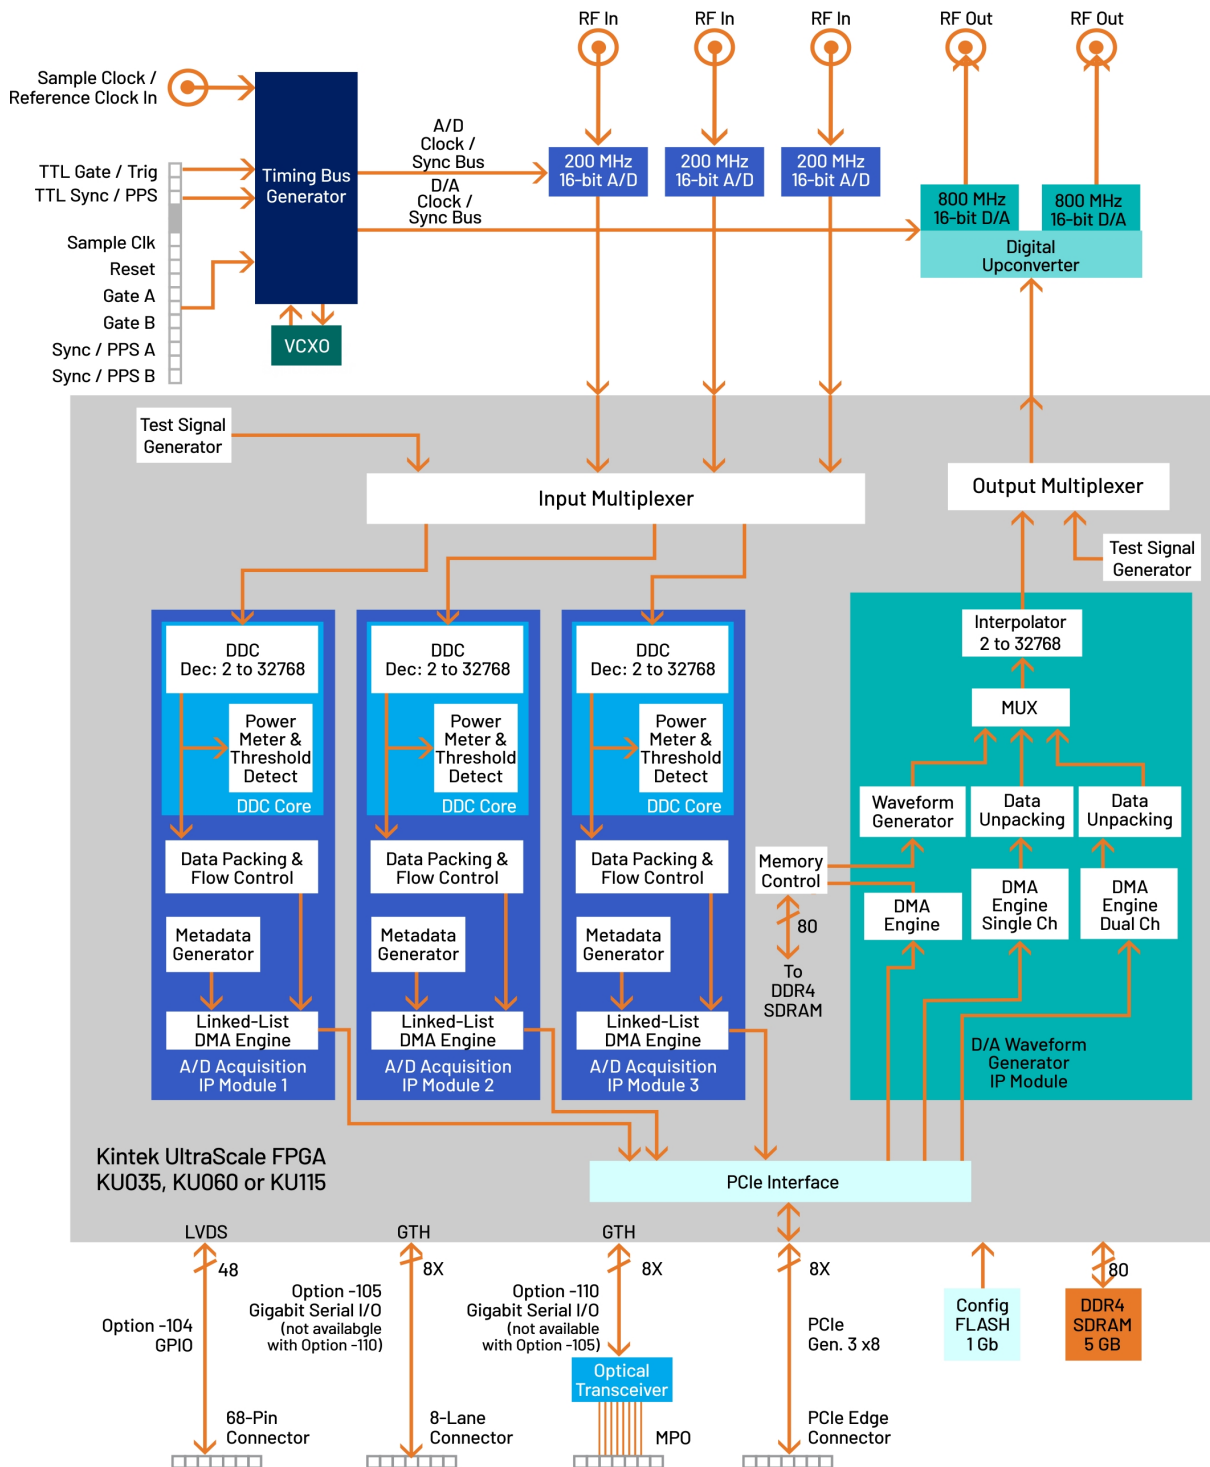 RF In
RF In
RF In
RF Out
RF Out
Sample Clock /
Reference Clock In
TTL Gate / Trig
TTL Sync / PPS
Sample Clk
Reset
Gate A
Gate B
Sync / PPS A
Sync / PPS B
Timing Bus
Generator
VCXO
A/D
Clock /
Sync Bus
D/A
Clock /
Sync Bus
200 MHz
16-bit A/D
200 MHz
16-bit A/D
200 MHz
16-bit A/D
800 MHz
16-bit D/A
800 MHz
16-bit D/A
Digital
Upconverter
Test Signal
Generator
Input Multiplexer
Output Multiplexer
Test Signal
Generator
DDC
Dec: 2 to 32768
Power
Meter &
Threshold
Detect
DDC Core
Data Packing &
Flow Control
Metadata
Generator
Linked-List
DMA Engine
A/D Acquisition
IP Module 1
DDC
Dec: 2 to 32768
Power
Meter &
Threshold
Detect
DDC Core
Data Packing &
Flow Control
Metadata
Generator
Linked-List
DMA Engine
A/D Acquisition
IP Module 2
DDC
Dec: 2 to 32768
Power
Meter &
Threshold
Detect
DDC Core
Data Packing &
Flow Control
Metadata
Generator
Linked-List
DMA Engine
A/D Acquisition
IP Module 3
Interpolator
2 to 32768
MUX
Waveform
Generator
Data
Unpacking
Data
Unpacking
Memory
Control
80
To
DDR4
SDRAM
DMA
Engine
DMA
Engine
Single Ch
DMA
Engine
Dual Ch
D/A Waveform
Generator
IP Module
Kintek UltraScale FPGA
KU035, KU060 or KU115
PCIe Interface
LVDS
48
Option -104
GPIO
68-Pin
Connector
GTH
8X
Option -105
Gigabit Serial I/O
(not availabgle
with Option -110)
8-Lane
Connector
GTH
8X
Option -110
Gigabit Serial I/O
(not available
with Option -105)
Optical
Transceiver
MPO
8X
PCIe
Gen. 3 x8
PCIe Edge
Connector
Config
FLASH
1 Gb
80
DDR4
SDRAM
5 GB